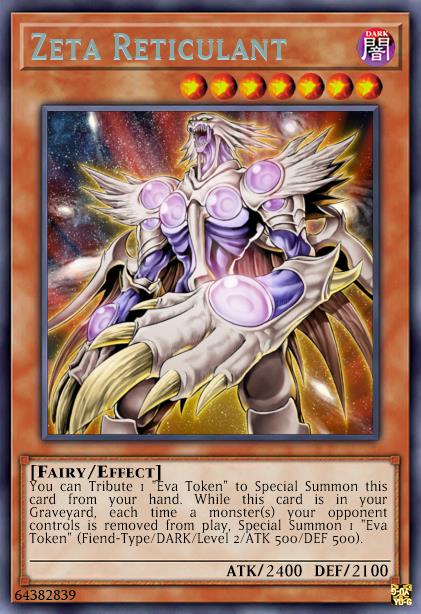 Zeta Reticulant
DARK
闇
[Fairy/Effect]
You can Tribute 1 "Eva Token" to Special Summon this
card from your hand. While this card is in your
Graveyard, each time a monster(s) your opponent
controls is removed from play, Special Summon 1 "Eva
Token" (Fiend-Type/DARK/Level 2/ATK 500/DEF 500).
ATK/2400 DEF/2100
64382839